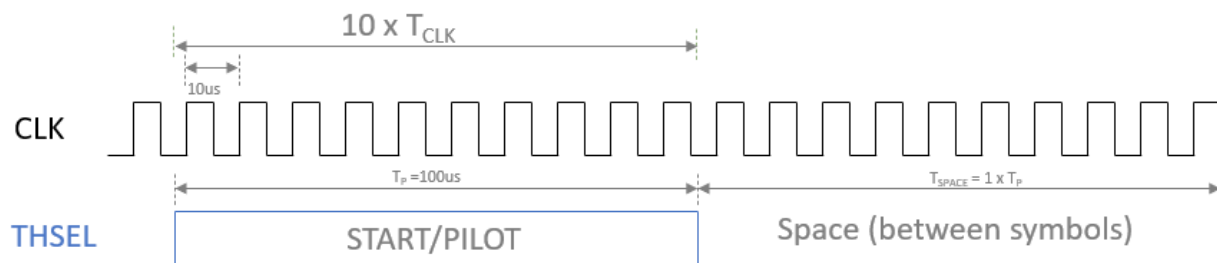 10 x TCLK
10us
CLK
TP =100us
TSPACE = 1 x TP
THSEL
START/PILOT
Space (between symbols)